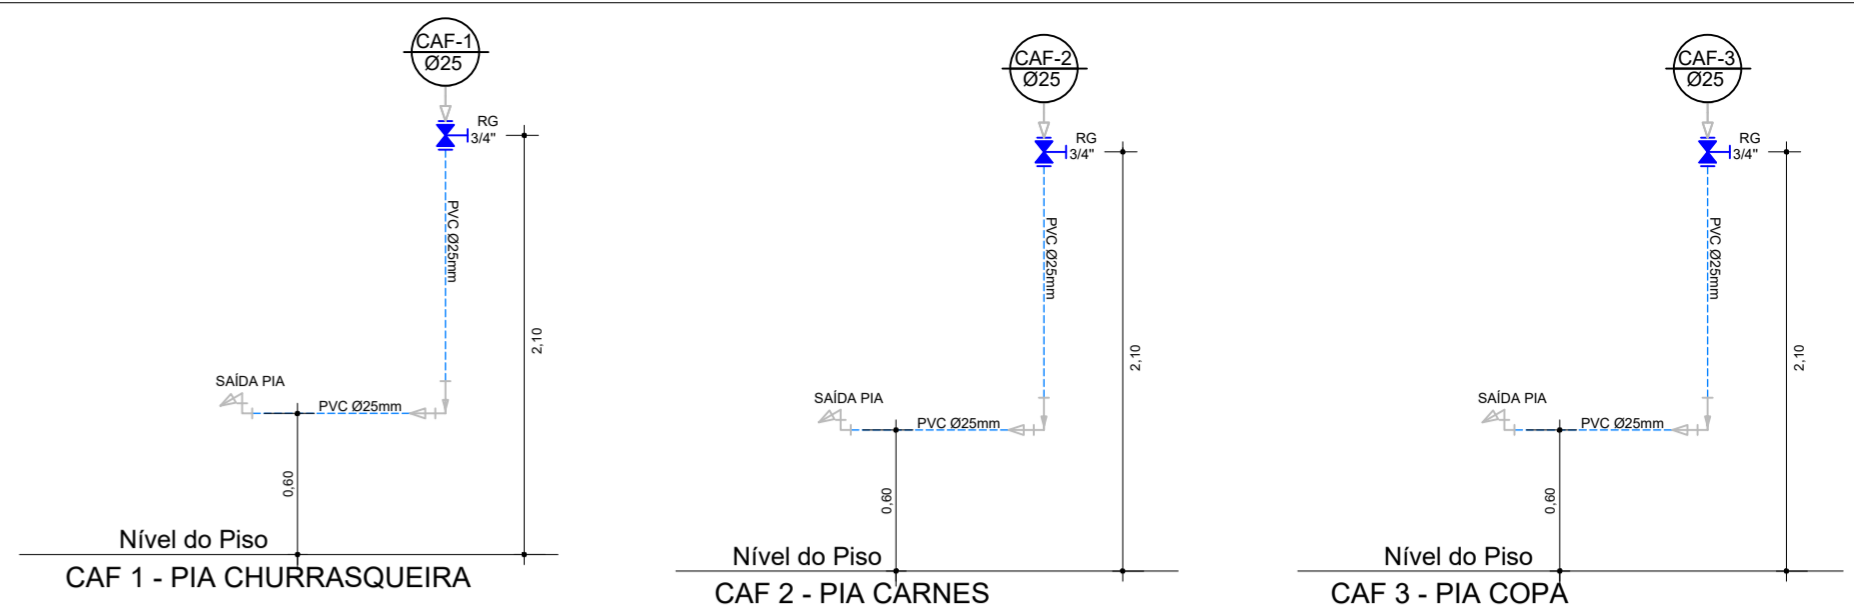 CAF-1
Ø25
RG
3/4"
PVC Ø25mm
2,10
SAÍDA PIA
PVC Ø25mm
0,60
Nível do Piso
CAF 1 - PIA CHURRASQUEIRA
CAF-2
Ø25
RG
3/4"
PVC Ø25mm
2,10
SAÍDA PIA
PVC Ø25mm
0,60
Nível do Piso
CAF 2 - PIA CARNES
CAF-3
Ø25
RG
3/4"
PVC Ø25mm
2,10
SAÍDA PIA
PVC Ø25mm
0,60
Nível do Piso
CAF 3 - PIA COPA